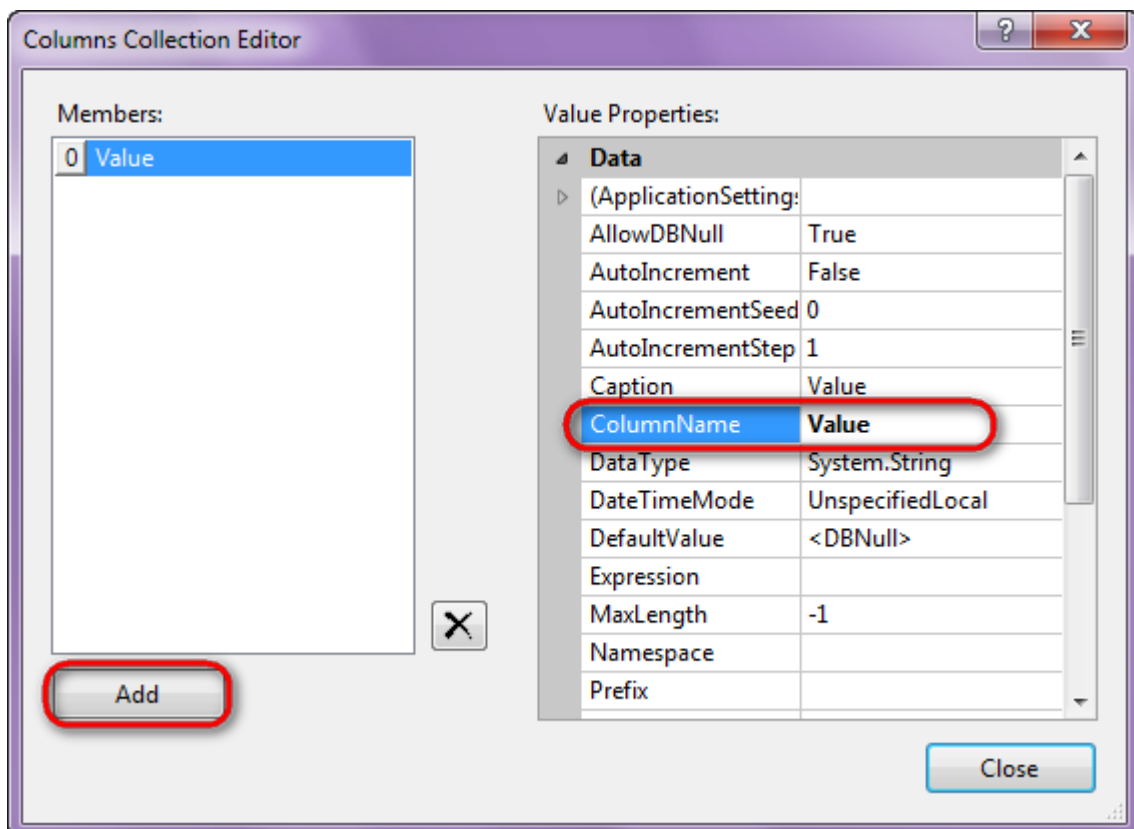 Columns Collection Editor
?
Members:
Value Properties:
0 Value
Data
(ApplicationSettings
AllowDBNull True
AutoIncrement False
AutoIncrementSeed 0
AutoIncrementStep 1
Caption Value
ColumnName Value
DataType System.String
DateTimeMode UnspecifiedLocal
DefaultValue <DBNull>
Expression
MaxLength -1
Namespace
Prefix
Add
Close